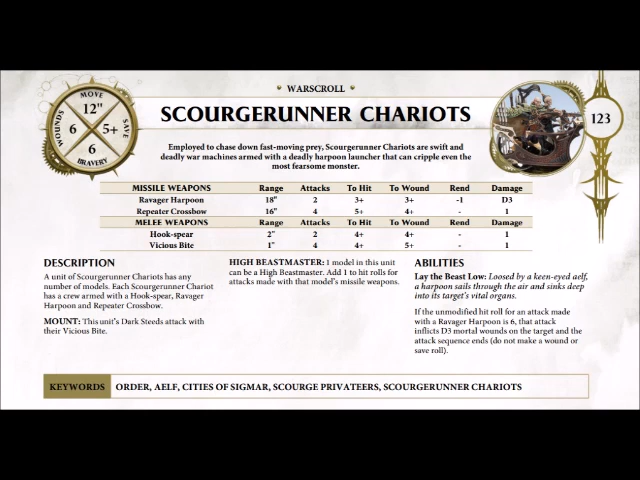 WARSCROLL
SCOURGERUNNER CHARIOTS
123
MOVE
12"
WOUNDS
6
5+
SAVE
6
BRAVERY
Employed to chase down fast-moving prey, Scourgerunner Chariots are swift and
deadly war machines armed with a deadly harpoon launcher that can cripple even the
most fearsome monster.
MISSILE WEAPONS Range Attacks To Hit To Wound Rend Damage
Ravager Harpoon 18" 2 3+ 3+ -1 D3
Repeater Crossbow 16" 4 5+ 4+ - 1
MELEE WEAPONS Range Attacks To Hit To Wound Rend Damage
Hook-spear 2" 2 4+ 4+ - 1
Vicious Bite 1" 4 4+ 5+ - 1
DESCRIPTION
A unit of Scourgerunner Chariots has any
number of models. Each Scourgerunner Chariot
has a crew armed with a Hook-spear, Ravager
Harpoon and Repeater Crossbow.
MOUNT: This unit's Dark Steeds attack with
their Vicious Bite.
HIGH BEASTMASTER: 1 model in this unit
can be a High Beastmaster. Add 1 to hit rolls for
attacks made with that model's missile weapons.
ABILITIES
Lay the Beast Low: Loosed by a keen-eyed aelf,
a harpoon sails through the air and sinks deep
into its target's vital organs.
If the unmodified hit roll for an attack made
with a Ravager Harpoon is 6, that attack
inflicts D3 mortal wounds on the target and the
attack sequence ends (do not make a wound or
save roll).
KEYWORDS ORDER, AELF, CITIES OF SIGMAR, SCOURGE PRIVATEERS, SCOURGERUNNER CHARIOTS